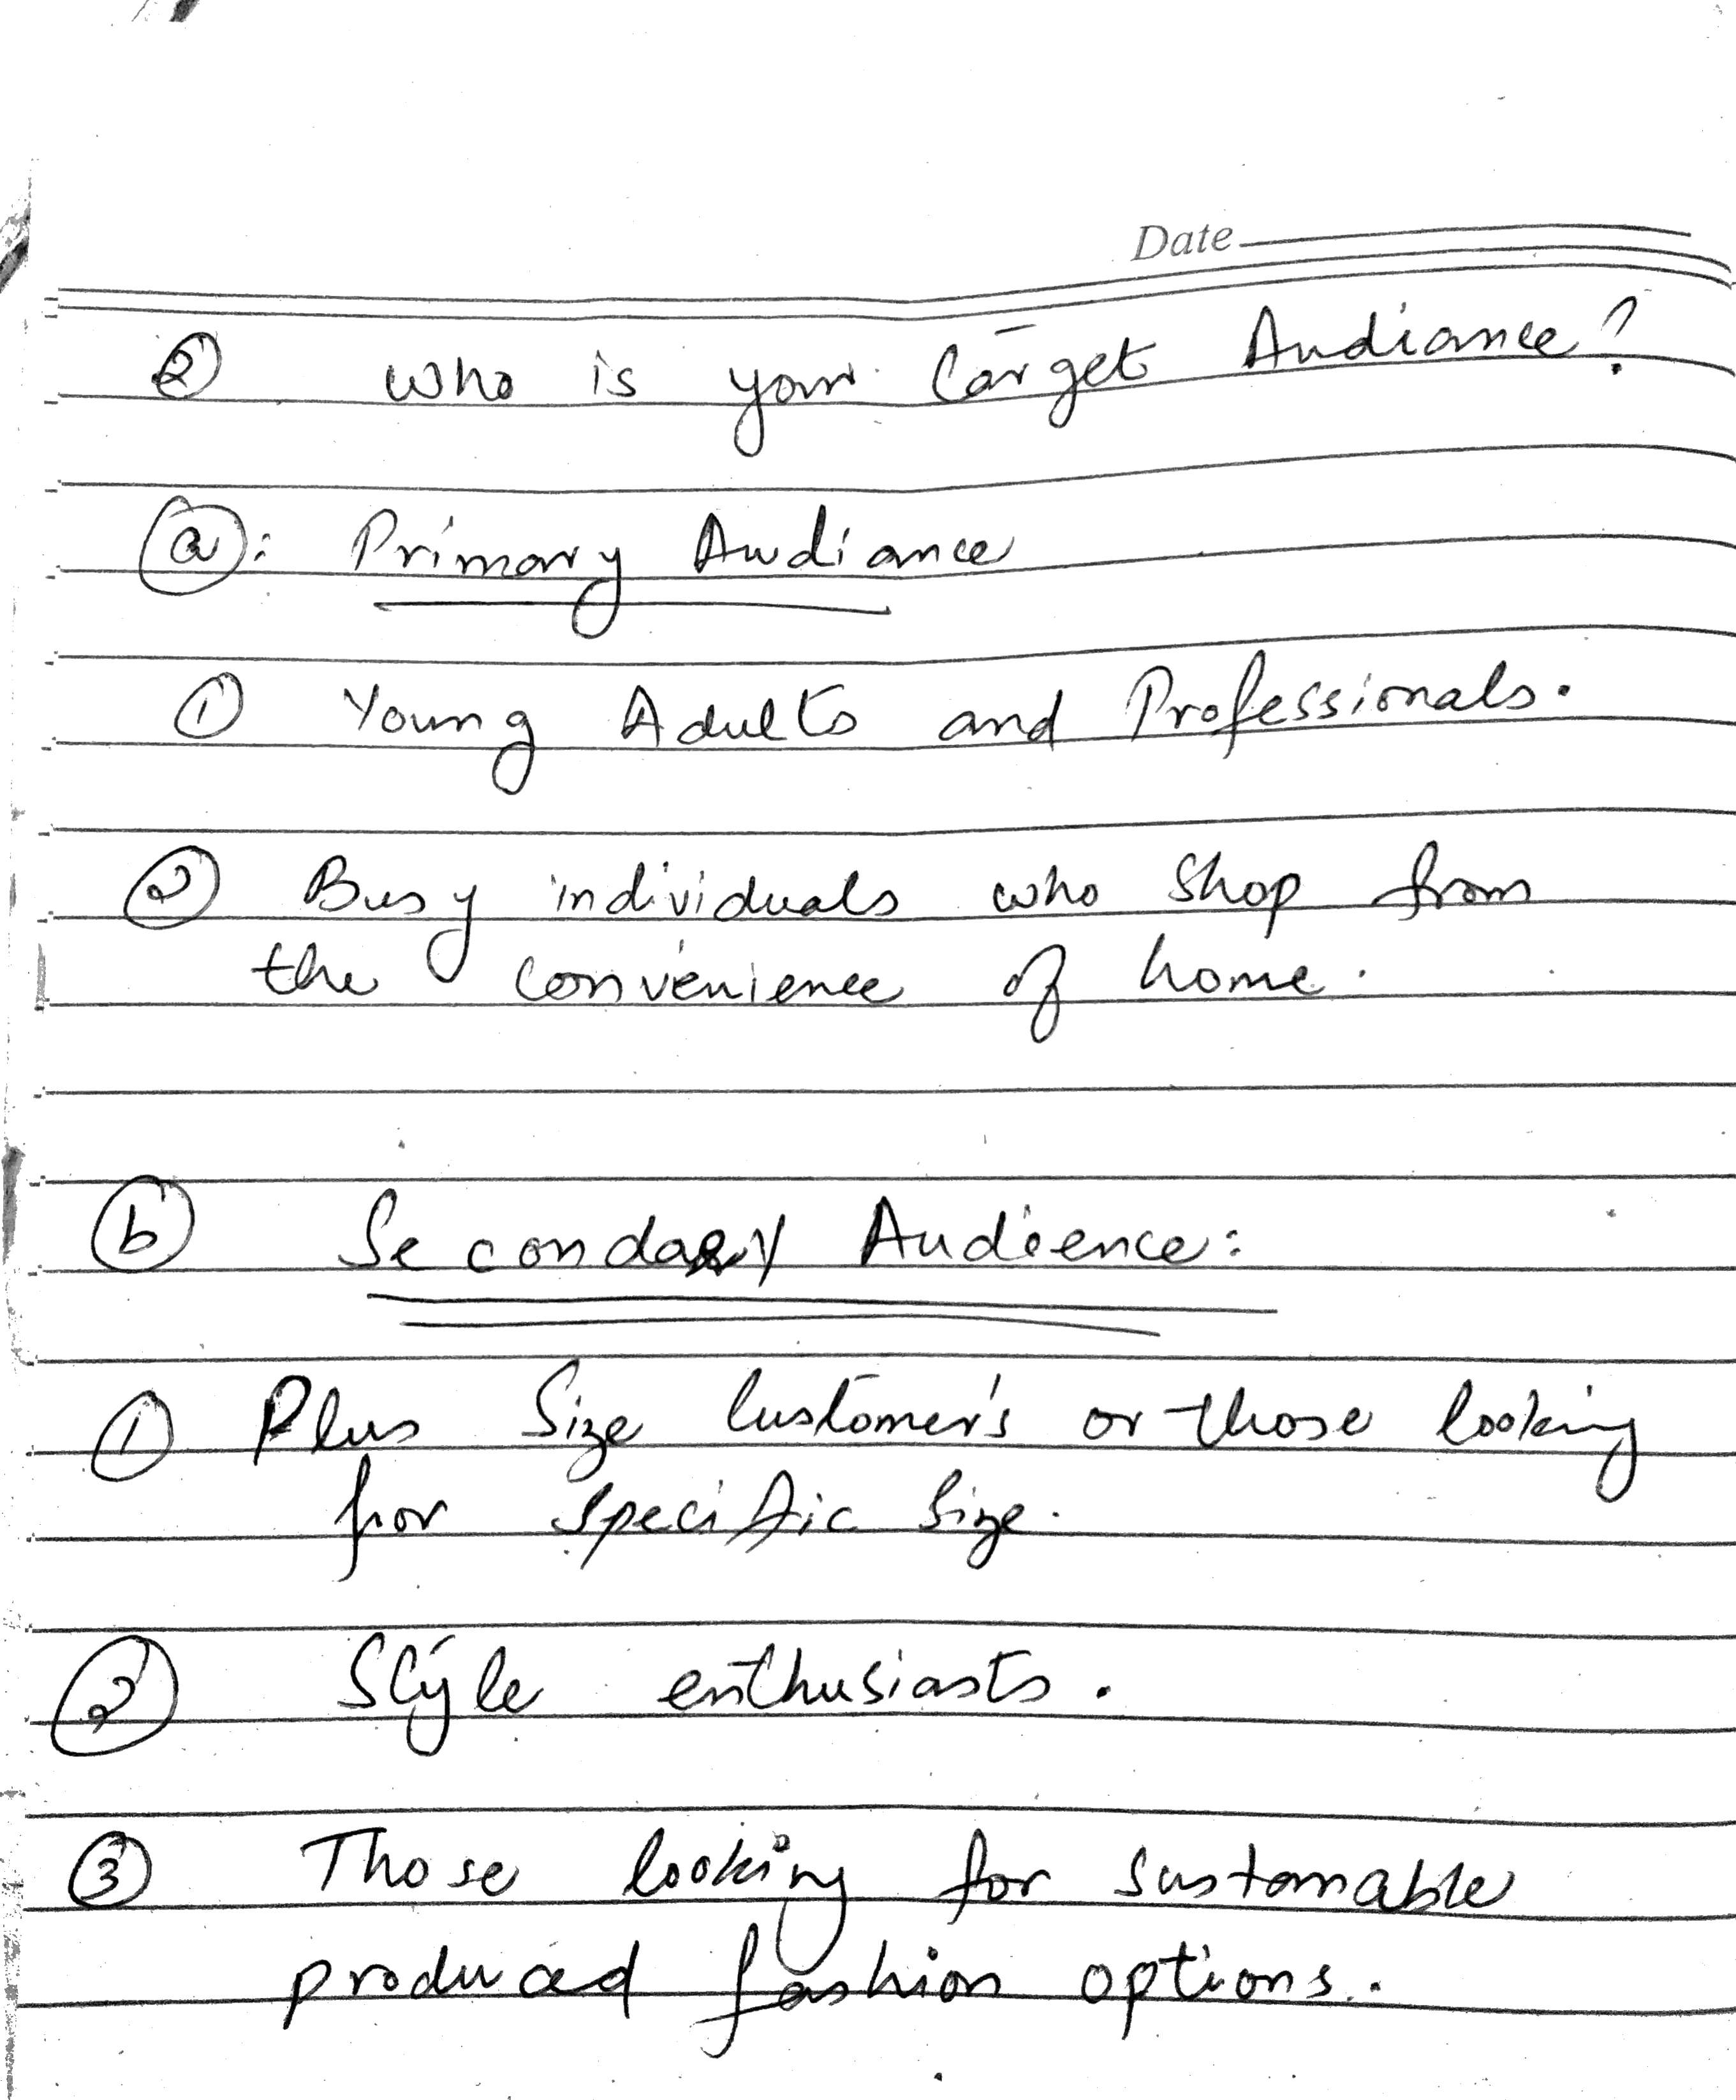 Date
② who is your target Audiance?
ⓐ: Primary Audiance
① Young Adults and Professionals.
② Busy individuals who shop from
the convenience of home.
ⓑ Secondary Audience:
① Plus Size Customer's or those looking
for specific size.
② Style enthusiasts.
③ Those looking for sustanable
produced fashion options.